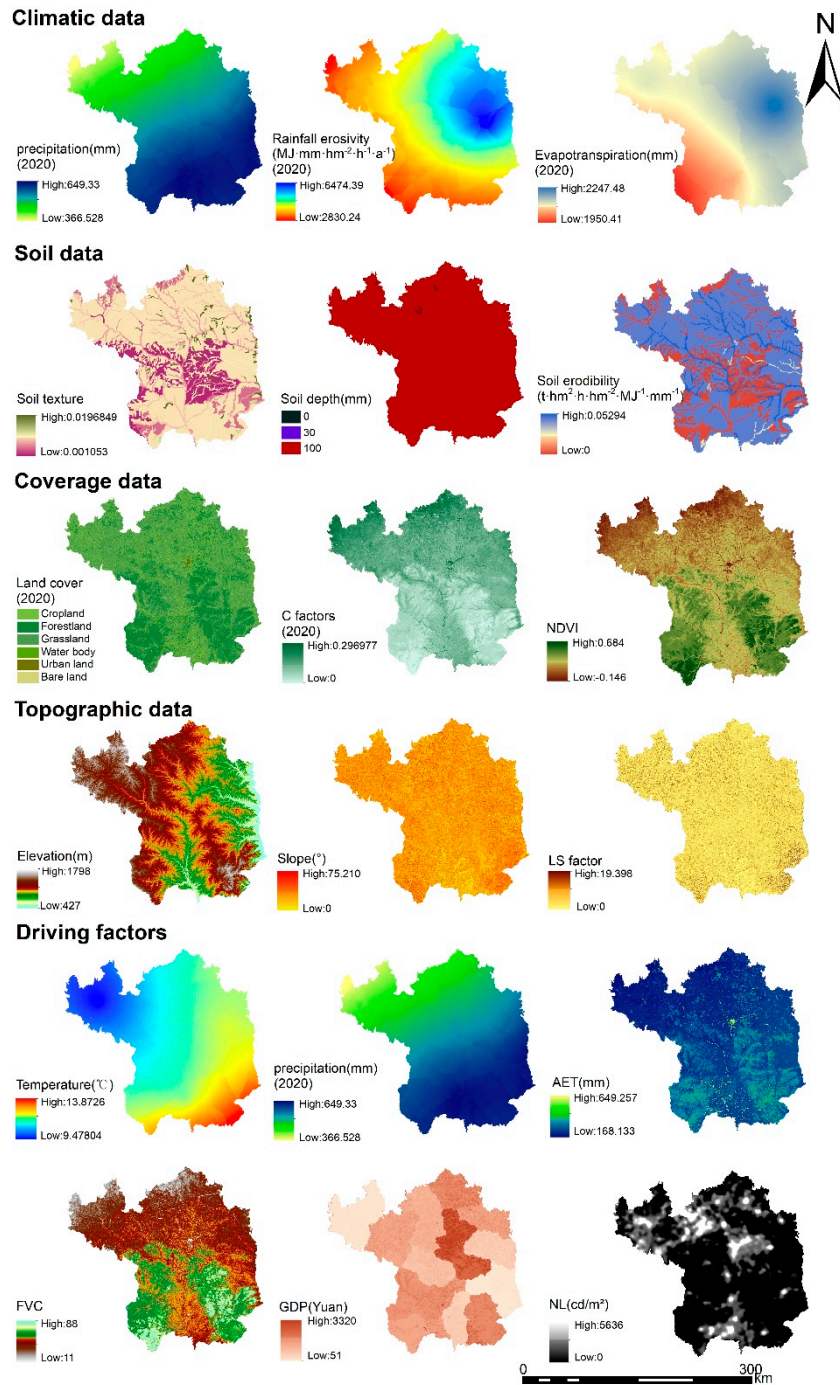 Climatic data
N
precipitation(mm)
(2020)
High:649.33
Low:366.528
Rainfall erosivity
(MJ·mm·hm⁻²·h⁻¹·a⁻¹)
(2020)
High:6474.39
Low:2830.24
Evapotranspiration(mm)
(2020)
High:2247.48
Low:1950.41
Soil data
Soil texture
High:0.0196849
Low:0.001053
Soil depth(mm)
0
30
100
Soil erodibility
(t·hm²·h·hm⁻²·MJ⁻¹·mm⁻¹)
High:0.05294
Low:0
Coverage data
Land cover
(2020)
Cropland
Forestland
Grassland
Water body
Urban land
Bare land
C factors
(2020)
High:0.296977
Low:0
NDVI
High:0.684
Low:-0.146
Topographic data
Elevation(m)
High:1798
Low:427
Slope(°)
High:75.210
Low:0
LS factor
High:19.398
Low:0
Driving factors
Temperature(℃)
High:13.8726
Low:9.47804
precipitation(mm)
(2020)
High:649.33
Low:366.528
AET(mm)
High:649.257
Low:168.133
FVC
High:88
Low:11
GDP(Yuan)
High:3320
Low:51
NL(cd/m²)
High:5636
Low:0
0 300
km